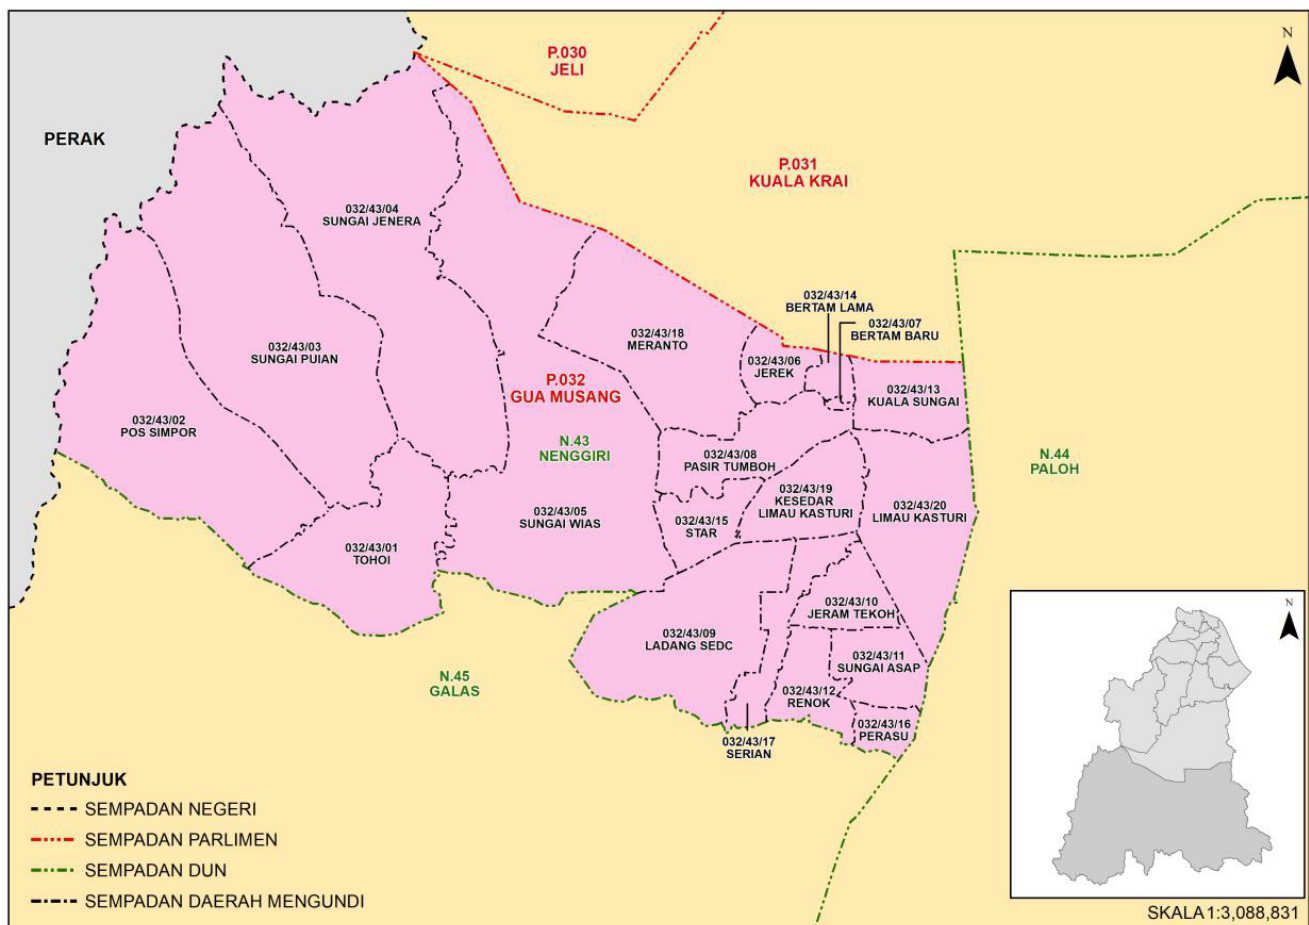 P.030
JELI
N
PERAK
P.031
KUALA KRAI
032/43/04
SUNGAI JENERA
032/43/14
BERTAM LAMA
032/43/07
BERTAM BARU
032/43/18
MERANTO
032/43/03
SUNGAI PUIAN
032/43/06
JEREK
P.032
GUA MUSANG
032/43/13
KUALA SUNGAI
032/43/02
POS SIMPOR
N.43
NENGGIRI
032/43/08
PASIR TUMBOH
N.44
PALOH
032/43/19
KESEDAR
LIMAU KASTURI
032/43/20
LIMAU KASTURI
032/43/05
SUNGAI WIAS
032/43/15
STAR
032/43/01
TOHOI
032/43/10
JERAM TEKOH
032/43/09
LADANG SEDC
032/43/11
SUNGAI ASAP
N.45
GALAS
032/43/12
RENOK
032/43/16
PERASU
032/43/17
SERIAN
N
PETUNJUK
SEMPADAN NEGERI
SEMPADAN PARLIMEN
SEMPADAN DUN
SEMPADAN DAERAH MENGUNDI
SKALA 1:3,088,831